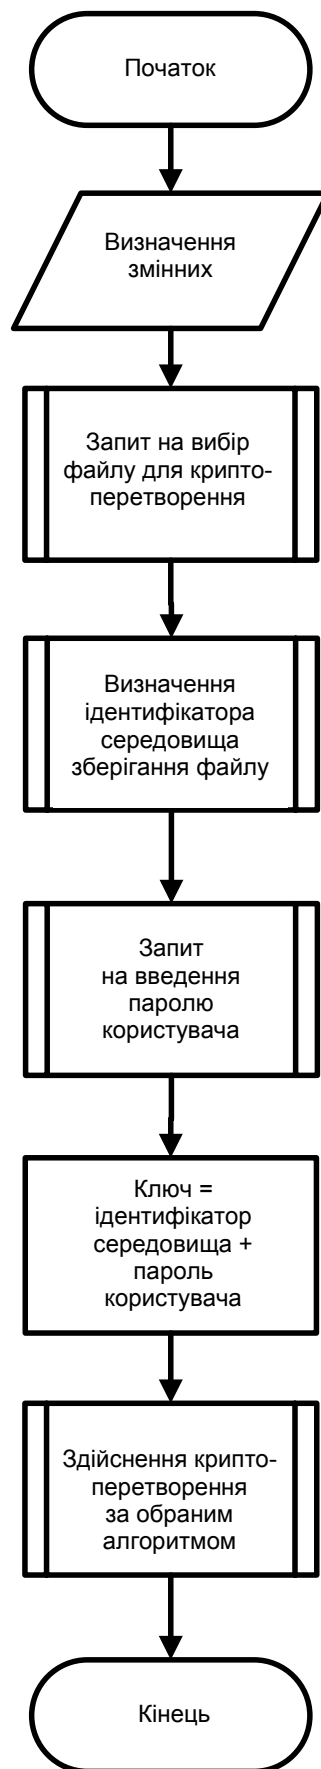 Початок
Визначення
змінних
Запит на вибір
файлу для крипто-
перетворення
Визначення
ідентифікатора
середовища
зберігання файлу
Запит
на введення
паролю
користувача
Ключ =
ідентифікатор
середовища +
пароль
користувача
Здійснення крипто-
перетворення
за обраним
алгоритмом
Кінець